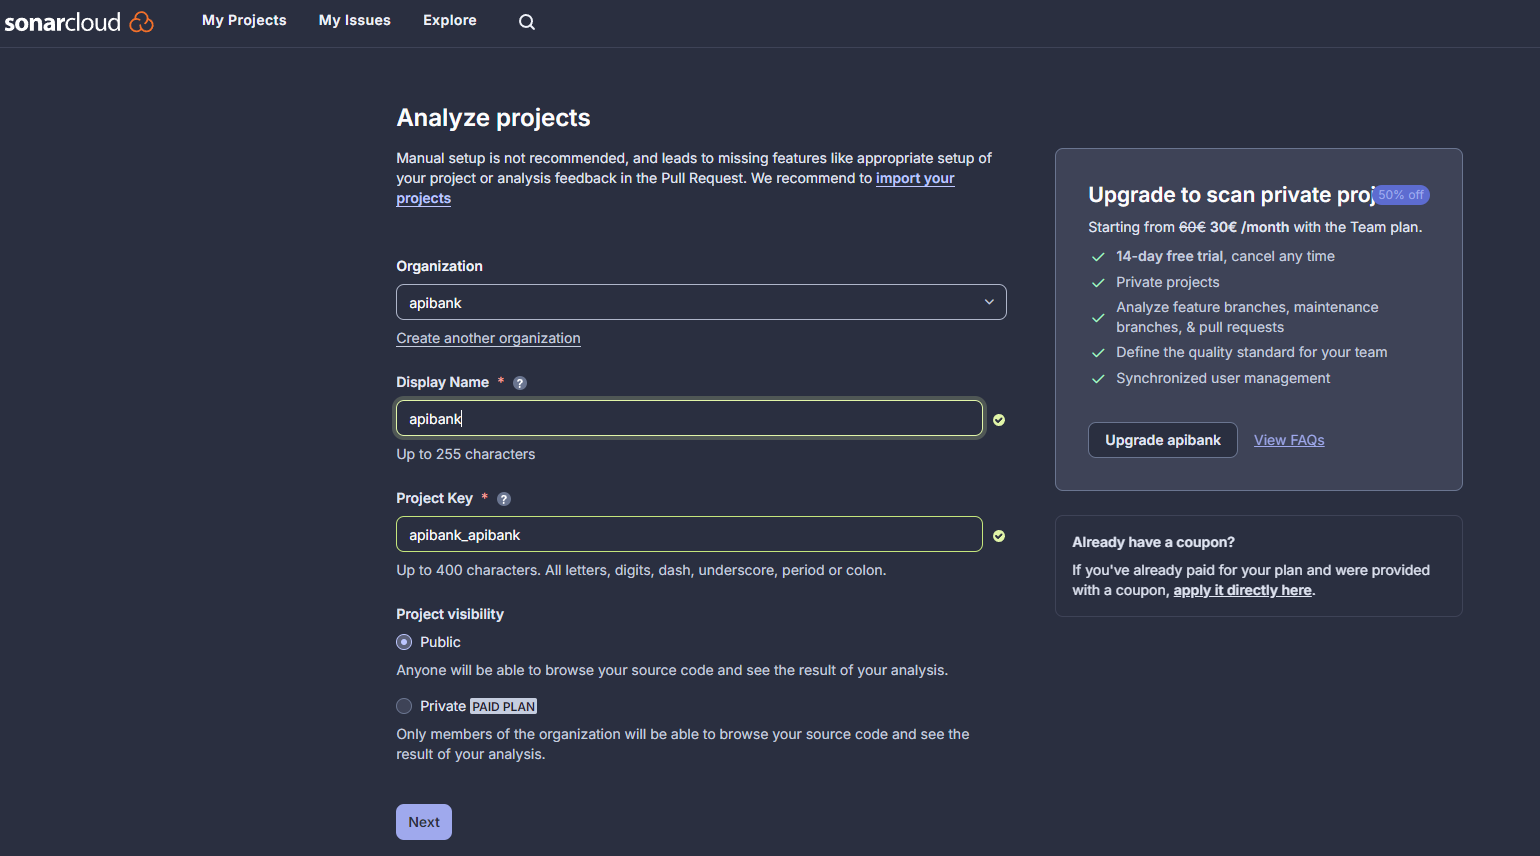 sonarcloud
My Projects My Issues Explore
Analyze projects
Manual setup is not recommended, and leads to missing features like appropriate setup of
your project or analysis feedback in the Pull Request. We recommend to import your
projects
Organization
apibank
Create another organization
Display Name * ?
apibank
Up to 255 characters
Project Key * ?
apibank_apibank
Up to 400 characters. All letters, digits, dash, underscore, period or colon.
Project visibility
Public
Anyone will be able to browse your source code and see the result of your analysis.
Private PAID PLAN
Only members of the organization will be able to browse your source code and see the
result of your analysis.
Next
Upgrade to scan private proj 50% off
Starting from 60€ 30€ /month with the Team plan.
14-day free trial, cancel any time
Private projects
Analyze feature branches, maintenance
branches, & pull requests
Define the quality standard for your team
Synchronized user management
Upgrade apibank View FAQs
Already have a coupon?
If you've already paid for your plan and were provided
with a coupon, apply it directly here.